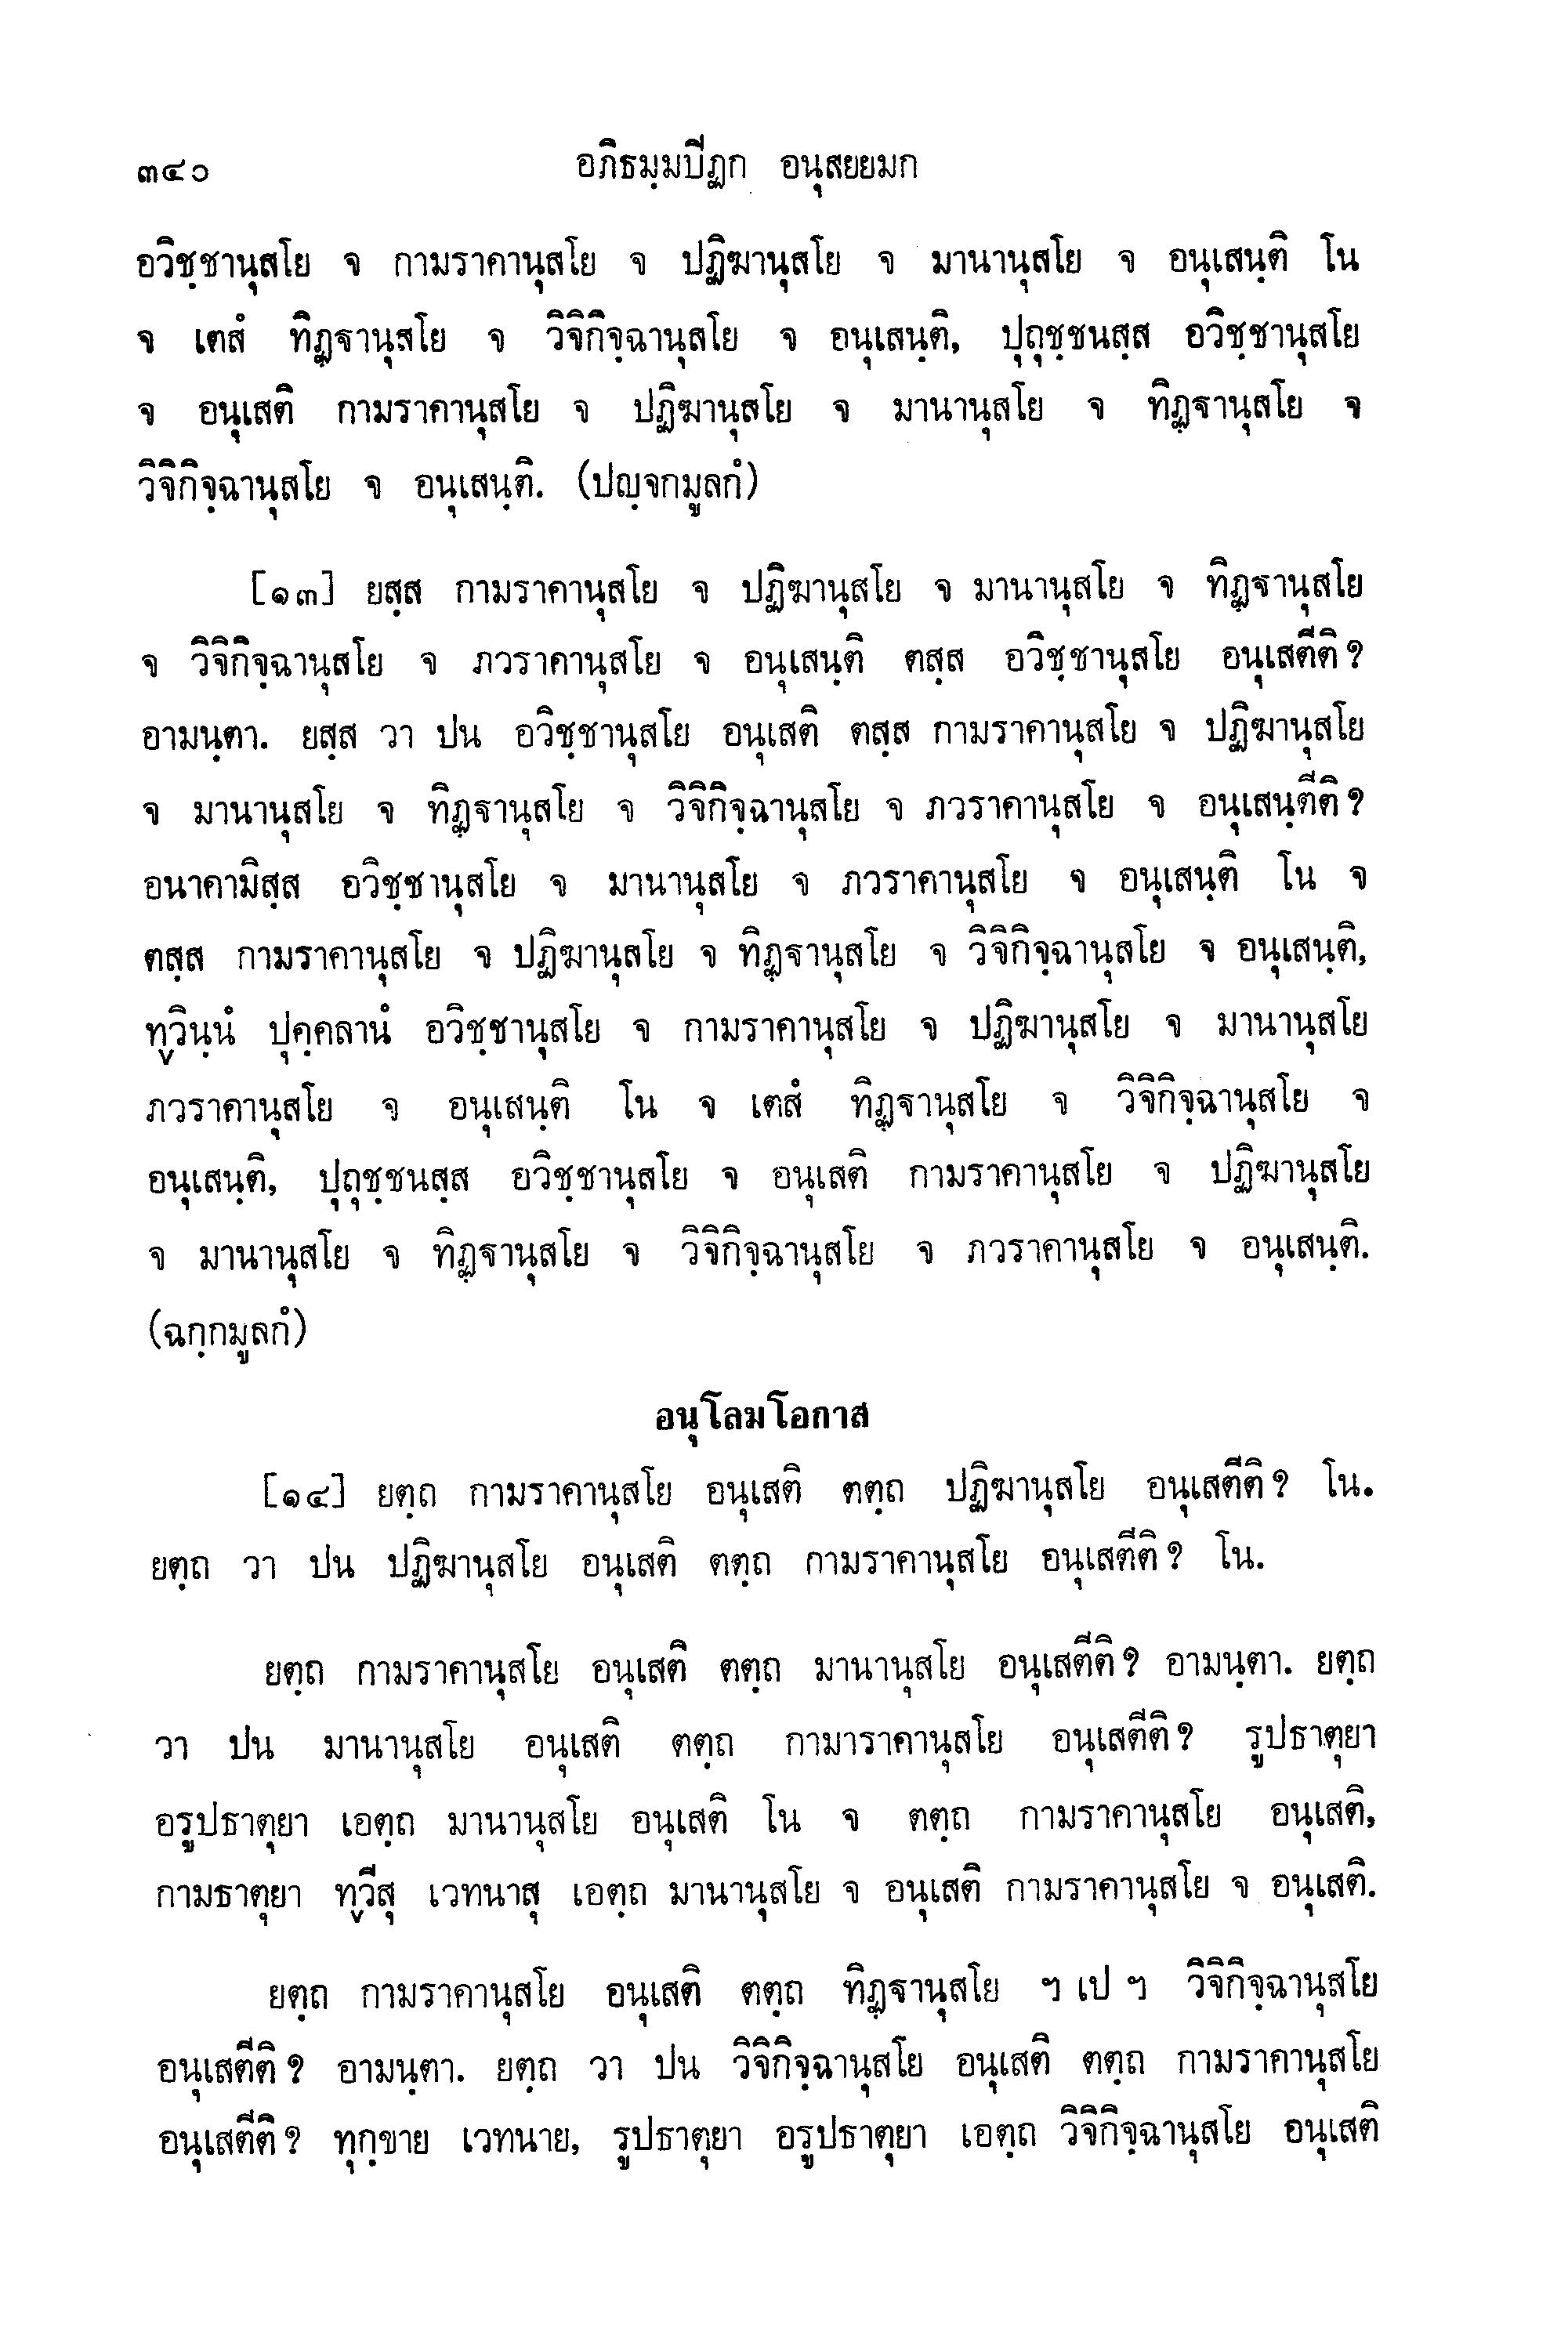 ๓๔๑ อภิธมฺมปีฏก อนุสยยมก
อวิชฺชานุสโย จ กามราคานุสโย จ ปฏิฆานุสโย จ มานานุสโย จ อนุเสนฺติ โน
จ เตสํ ทิฏฺฐานุสโย จ วิจิกิจฺฉานุสโย จ อนุเสนฺติ, ปุถุชฺชนสฺส อวิชฺชานุสโย
จ อนุเสติ กามราคานุสโย จ ปฏิฆานุสโย จ มานานุสโย จ ทิฏฺฐานุสโย จ
วิจิกิจฺฉานุสโย จ อนุเสนฺติ. (ปญฺจกมูลกํ)
[๑๓] ยสฺส กามราคานุสโย จ ปฏิฆานุสโย จ มานานุสโย จ ทิฏฺฐานุสโย
จ วิจิกิจฺฉานุสโย จ ภวราคานุสโย จ อนุเสนฺติ ตสฺส อวิชฺชานุสโย อนุเสตีติ?
อามนฺตา. ยสฺส วา ปน อวิชฺชานุสโย อนุเสติ ตสฺส กามราคานุสโย จ ปฏิฆานุสโย
จ มานานุสโย จ ทิฏฺฐานุสโย จ วิจิกิจฺฉานุสโย จ ภวราคานุสโย จ อนุเสนฺตีติ?
อนาคามิสฺส อวิชฺชานุสโย จ มานานุสโย จ ภวราคานุสโย จ อนุเสนฺติ โน จ
ตสฺส กามราคานุสโย จ ปฏิฆานุสโย จ ทิฏฺฐานุสโย จ วิจิกิจฺฉานุสโย จ อนุเสนฺติ,
ทฺวินฺนํ ปุคฺคลานํ อวิชฺชานุสโย จ กามราคานุสโย จ ปฏิฆานุสโย จ มานานุสโย
ภวราคานุสโย จ อนุเสนฺติ โน จ เตสํ ทิฏฺฐานุสโย จ วิจิกิจฺฉานุสโย จ
อนุเสนฺติ, ปุถุชฺชนสฺส อวิชฺชานุสโย จ อนุเสติ กามราคานุสโย จ ปฏิฆานุสโย
จ มานานุสโย จ ทิฏฺฐานุสโย จ วิจิกิจฺฉานุสโย จ ภวราคานุสโย จ อนุเสนฺติ.
(ฉกฺกมูลกํ)
อนุโลมโอกาส
[๑๔] ยตฺถ กามราคานุสโย อนุเสติ ตตฺถ ปฏิฆานุสโย อนุเสตีติ? โน.
ยตฺถ วา ปน ปฏิฆานุสโย อนุเสติ ตตฺถ กามราคานุสโย อนุเสตีติ? โน.
ยตฺถ กามราคานุสโย อนุเสติ ตตฺถ มานานุสโย อนุเสตีติ? อามนฺตา. ยตฺถ
วา ปน มานานุสโย อนุเสติ ตตฺถ กามาราคานุสโย อนุเสตีติ? รูปธาตุยา
อรูปธาตุยา เอตฺถ มานานุสโย อนุเสติ โน จ ตตฺถ กามราคานุสโย อนุเสติ,
กามธาตุยา ทฺวีสุ เวทนาสุ เอตฺถ มานานุสโย จ อนุเสติ กามราคานุสโย จ อนุเสติ.
ยตฺถ กามราคานุสโย อนุเสติ ตตฺถ ทิฏฺฐานุสโย ฯ เป ฯ วิจิกิจฺฉานุสโย
อนุเสตีติ? อามนฺตา. ยตฺถ วา ปน วิจิกิจฺฉานุสโย อนุเสติ ตตฺถ กามราคานุสโย
อนุเสตีติ? ทุกฺขาย เวทนาย, รูปธาตุยา อรูปธาตุยา เอตฺถ วิจิกิจฺฉานุสโย อนุเสติ